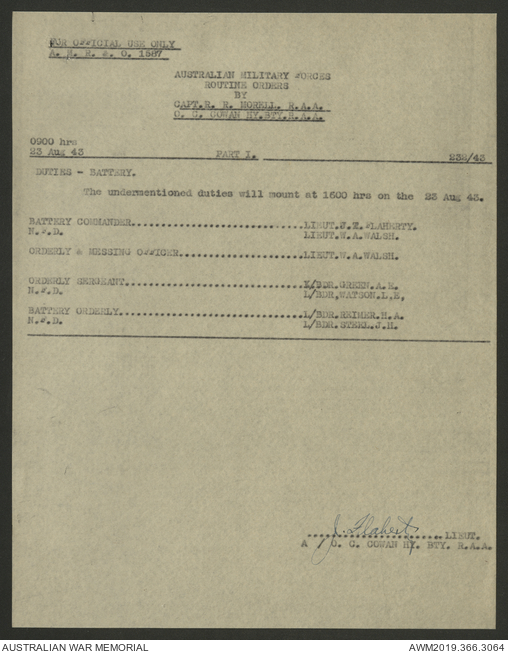 FOR OFFICIAL USE ONLY
A. M. R. & O. 1587
AUSTRALIAN MILITARY FORCES
ROUTINE ORDERS
BY
CAPT.R. R. MORELL. R.A.A.
O. C. COWAN HY.BTY.R.A.A.
0900 hrs
23 Aug 43 PART I. 232/43
DUTIES - BATTERY.
The undermentioned duties will mount at 1600 hrs on the 23 Aug 43.
BATTERY COMMANDER..............................LIEUT.J.T. FLAHERTY.
N.F.D. LIEUT.W.A.WALSH.
ORDERLY & MESSING OFFICER......................LIEUT.W.A.WALSH.
ORDERLY SERGEANT...............................L/BDR.GREEN.A.E.
N.F.D. L/BDR,WATSON.L.E,
BATTERY ORDERLY................................L/BDR.REIMER.H.A.
N.F.D. L/BDR.STEEL.J.H.
J. Flaherty
.......................LIEUT.
A / O. C. COWAN HY. BTY. R.A.A.
AUSTRALIAN WAR MEMORIAL AWM2019.366.3064